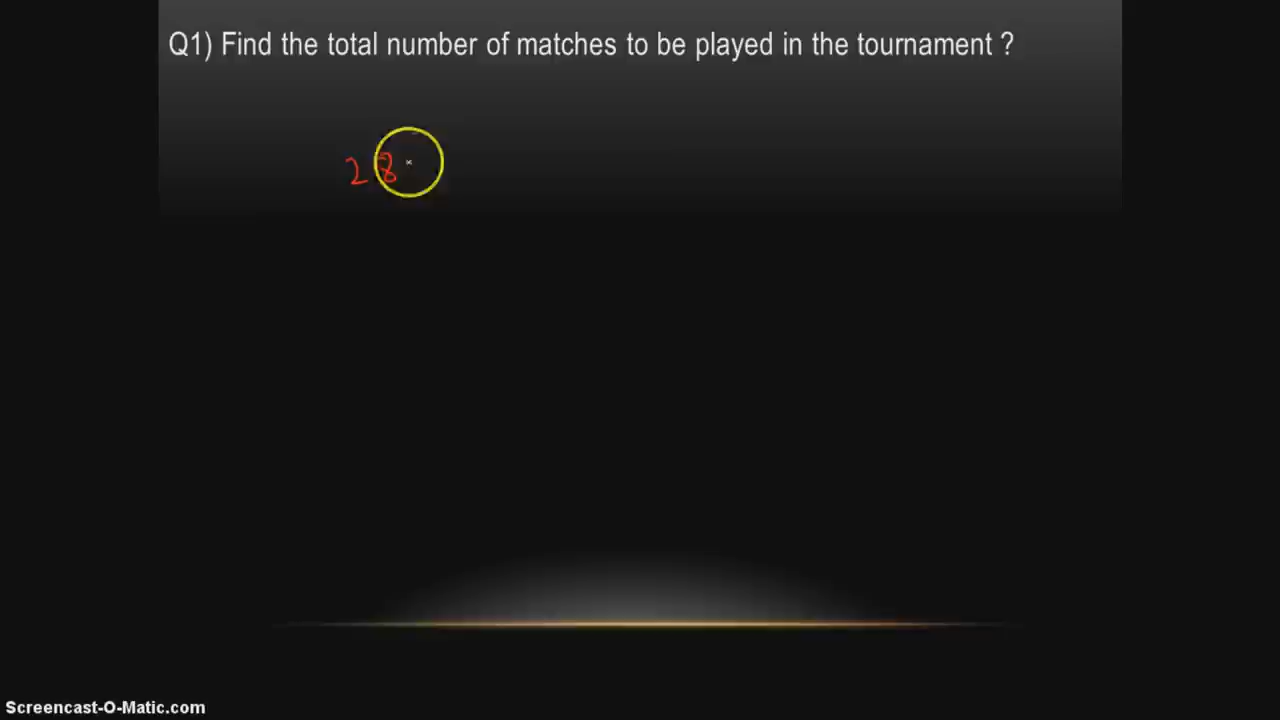 Q1) Find the total number of matches to be played in the tournament ?
28
Screencast-O-Matic.com